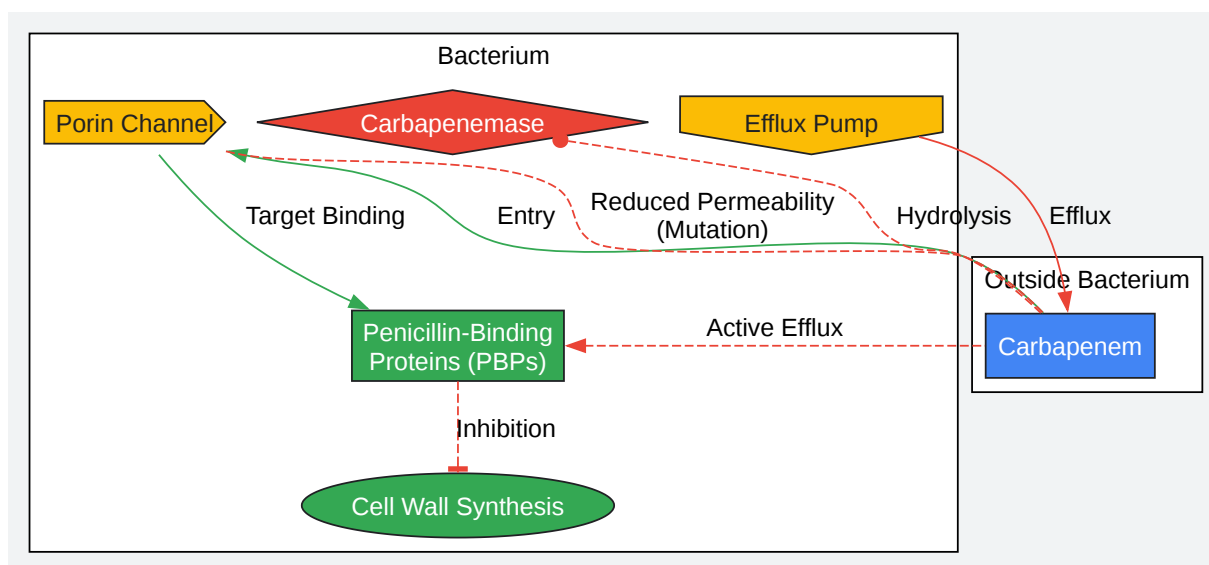 Bacterium
Porin Channel
Carbapenemase
Efflux Pump
Target Binding
Entry
Reduced Permeability
(Mutation)
Hydrolysis
Efflux
Outside Bacterium
Penicillin-Binding
Proteins (PBPs)
Active Efflux
Carbapenem
Inhibition
Cell Wall Synthesis